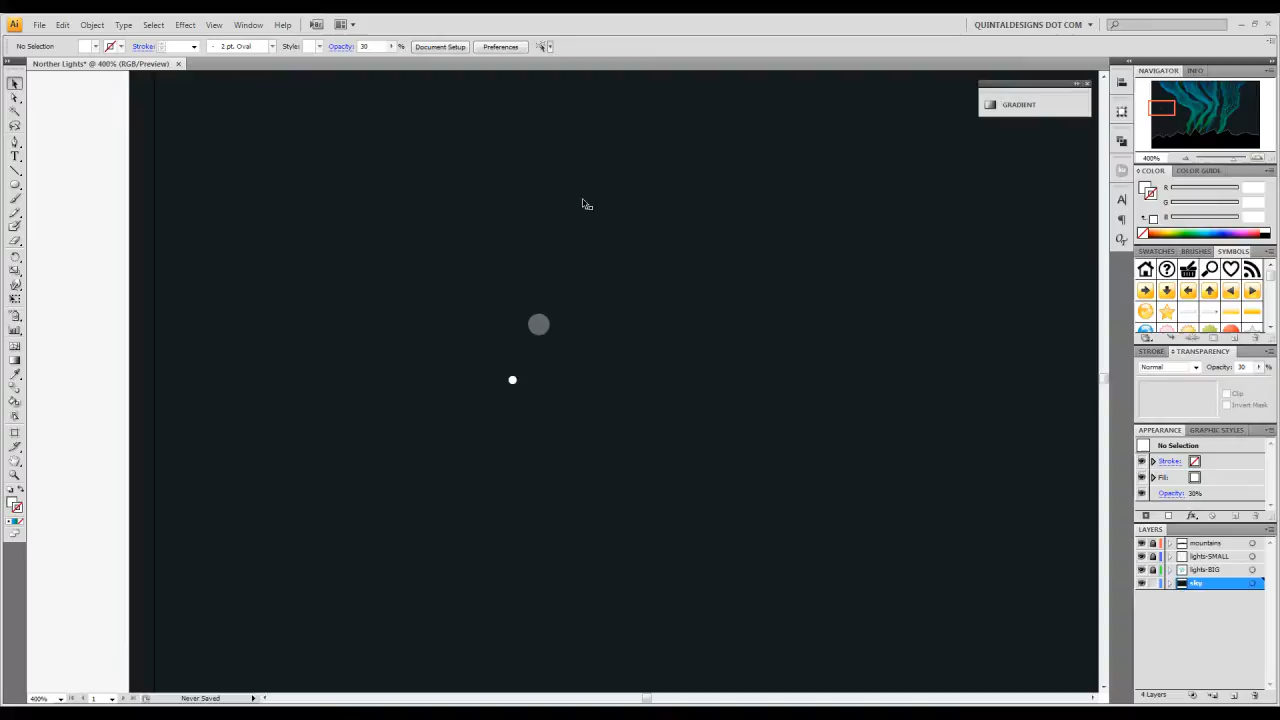 Ai File Edit Object Type Select Effect View Window Help Br QUINTALDESIGNS DOT COM
No Selection Stroke: 2 pt. Oval Style: Opacity: 30 % Document Setup Preferences
Norther Lights* @ 400% (RGB/Preview)
NAVIGATOR INFO
GRADIENT
400%
COLOR COLOR GUIDE
R
G
B
SWATCHES BRUSHES SYMBOLS
STROKE TRANSPARENCY
Normal Opacity: 30 %
Clip
Invert Mask
APPEARANCE GRAPHIC STYLES
No Selection
Stroke:
Fill:
Opacity: 30%
LAYERS
mountains
lights-SMALL
lights-BIG
sky
4 Layers
400% 1 Never Saved